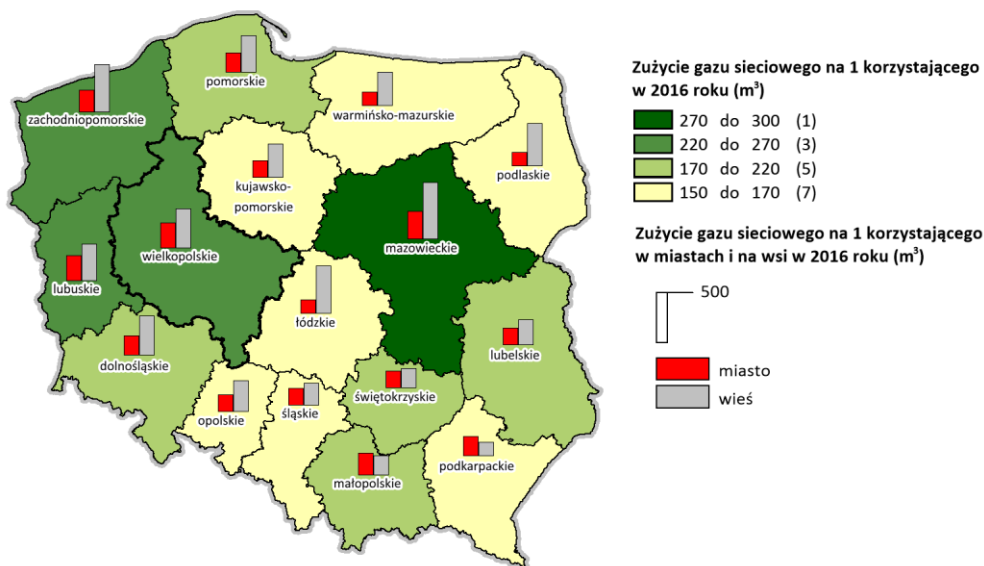 pomorskie
zachodniopomorskie
warmińsko-mazurskie
podlaskie
kujawsko-
pomorskie
wielkopolskie
mazowieckie
lubuskie
łódzkie
lubelskie
dolnośląskie
opolskie
śląskie
świętokrzyskie
małopolskie
podkarpackie
Zużycie gazu sieciowego na 1 korzystającego
w 2016 roku (m³)
270 do 300 (1)
220 do 270 (3)
170 do 220 (5)
150 do 170 (7)
Zużycie gazu sieciowego na 1 korzystającego
w miastach i na wsi w 2016 roku (m³)
500
miasto
wieś